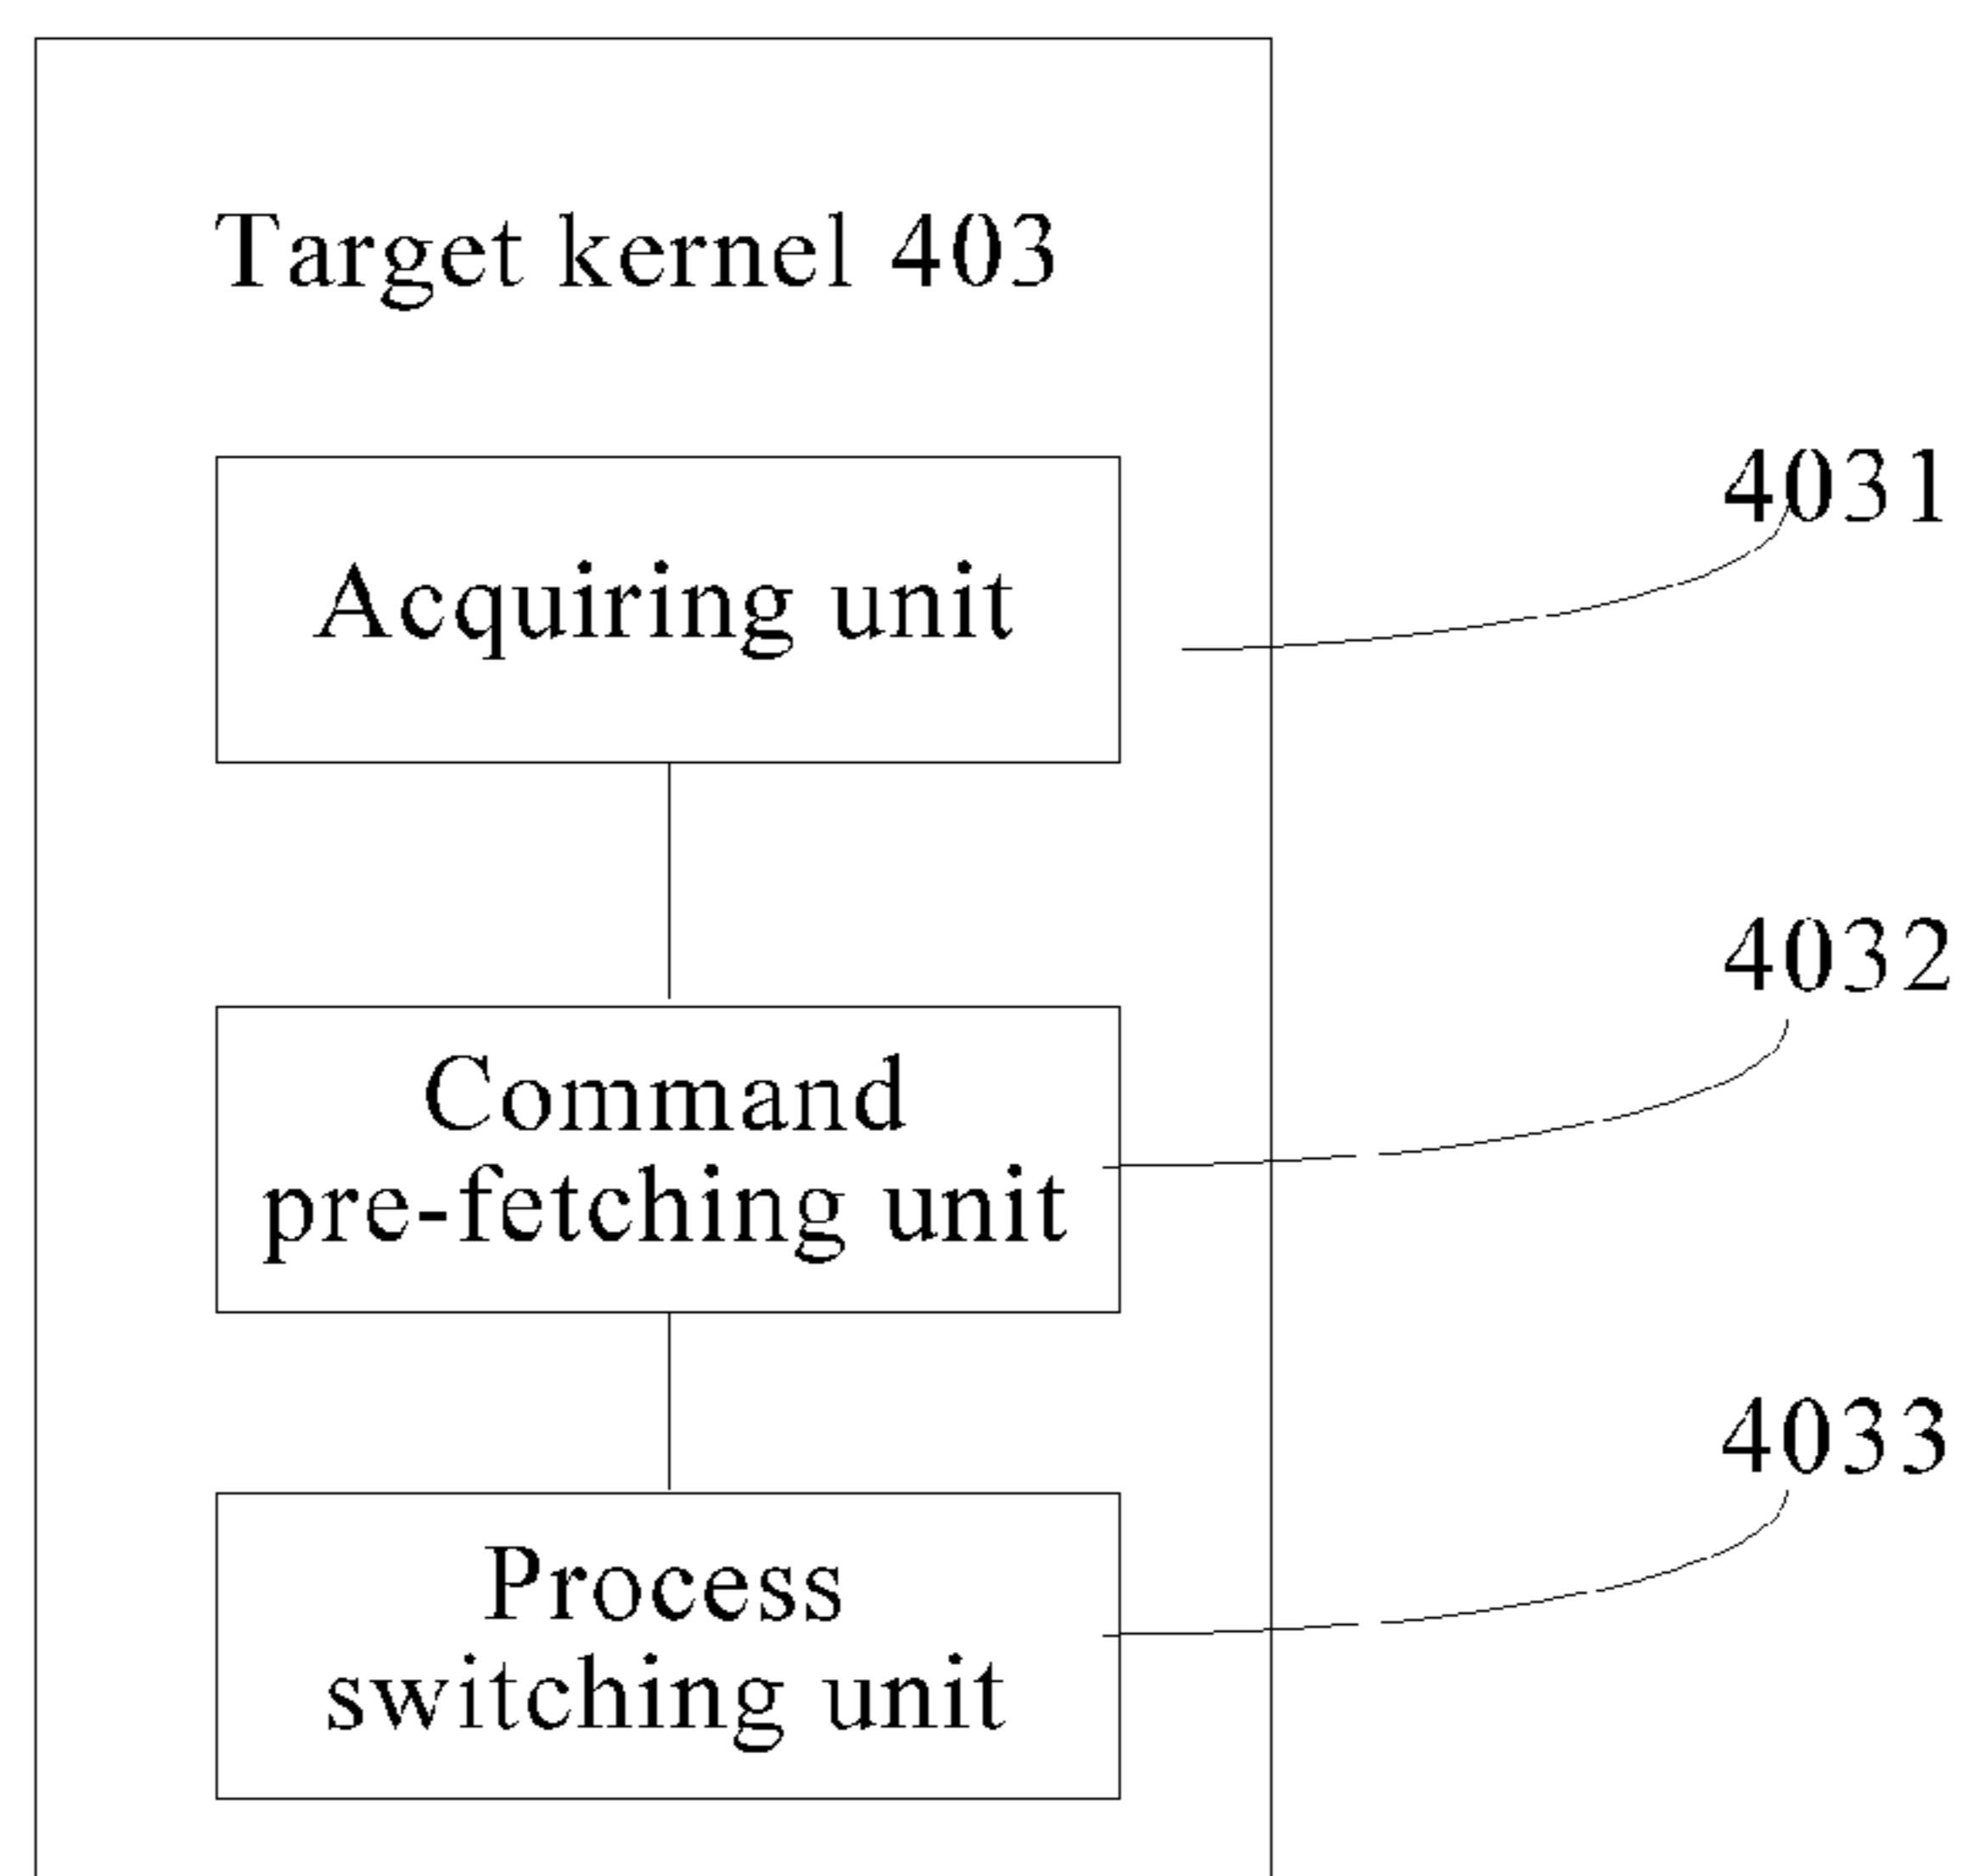 Target kernel 403
Acquiring unit
4031
Command
pre-fetching unit
4032
Process
switching unit
4033